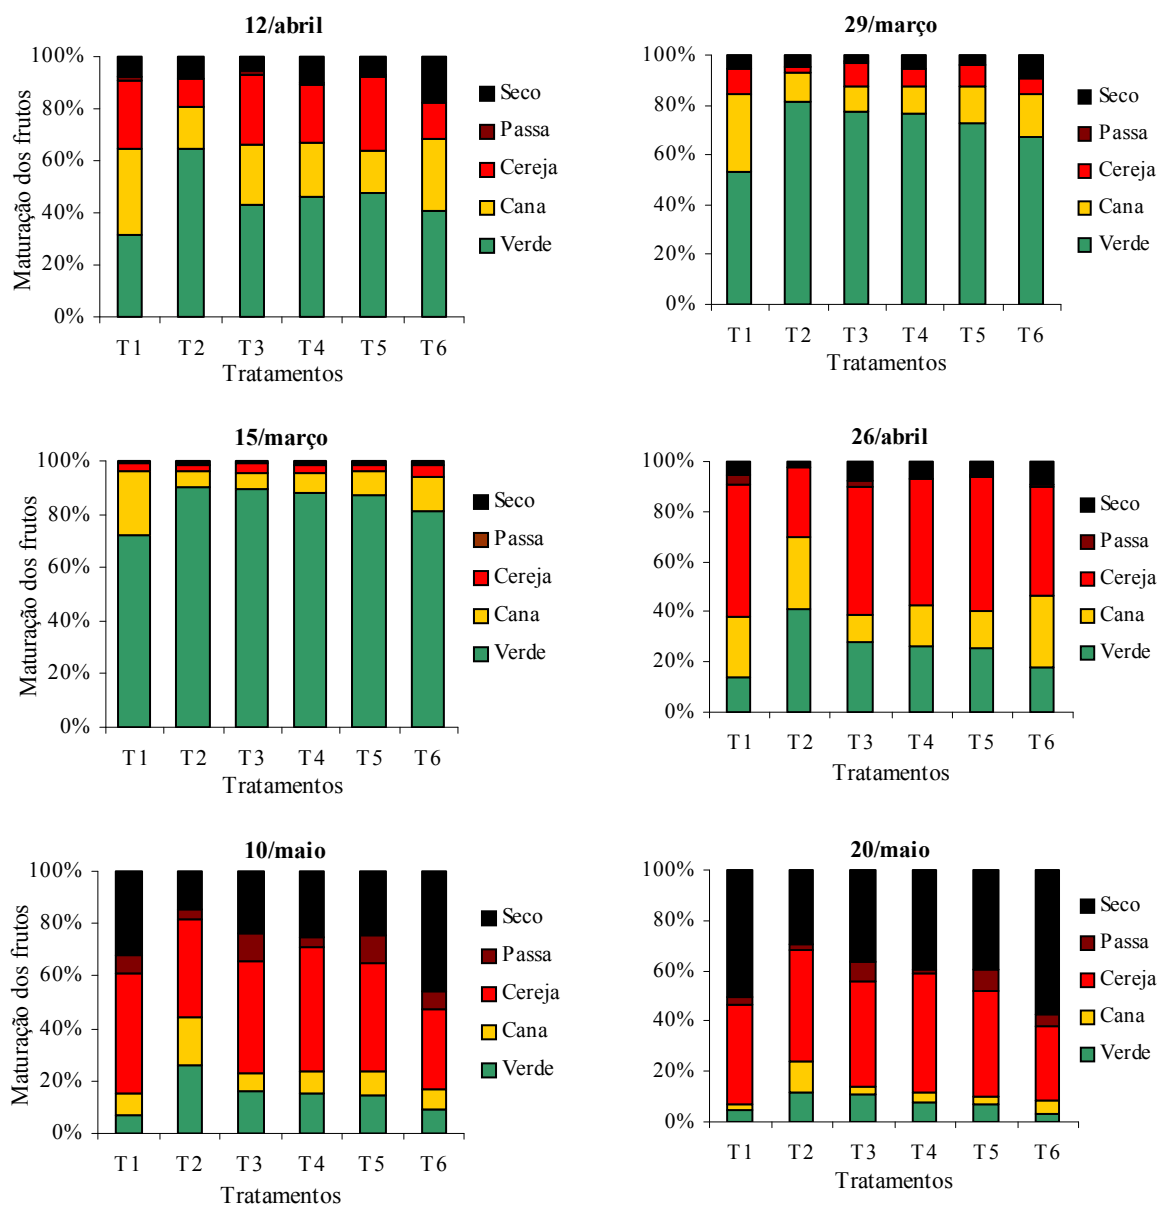 12/abril
100%
80%
60%
40%
20%
0%
Maturação dos frutos
T1 T2 T3 T4 T5 T6
Tratamentos
Seco
Passa
Cereja
Cana
Verde
29/março
100%
80%
60%
40%
20%
0%
T1 T2 T3 T4 T5 T6
Tratamentos
Seco
Passa
Cereja
Cana
Verde
15/março
100%
80%
60%
40%
20%
0%
Maturação dos frutos
T1 T2 T3 T4 T5 T6
Tratamentos
Seco
Passa
Cereja
Cana
Verde
26/abril
100%
80%
60%
40%
20%
0%
T1 T2 T3 T4 T5 T6
Tratamentos
Seco
Passa
Cereja
Cana
Verde
10/maio
100%
80%
60%
40%
20%
0%
Maturação dos frutos
T1 T2 T3 T4 T5 T6
Tratamentos
Seco
Passa
Cereja
Cana
Verde
20/maio
100%
80%
60%
40%
20%
0%
T1 T2 T3 T4 T5 T6
Tratamentos
Seco
Passa
Cereja
Cana
Verde